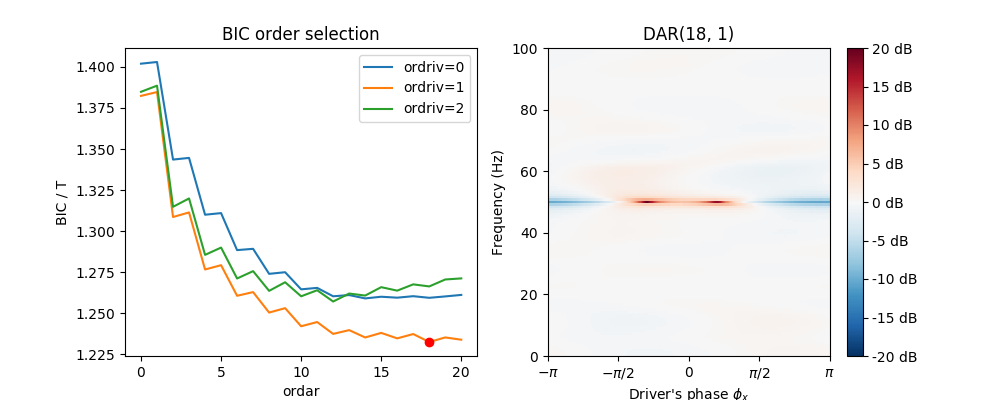 BIC order selection
BIC / T
1.400
1.375
1.350
1.325
1.300
1.275
1.250
1.225
ordriv=0
ordriv=1
ordriv=2
0 5 10 15 20
ordar
DAR(18, 1)
Frequency (Hz)
100
80
60
40
20
0
−π −π/2 0 π/2 π
Driver's phase ϕₓ
20 dB
15 dB
10 dB
5 dB
0 dB
-5 dB
-10 dB
-15 dB
-20 dB